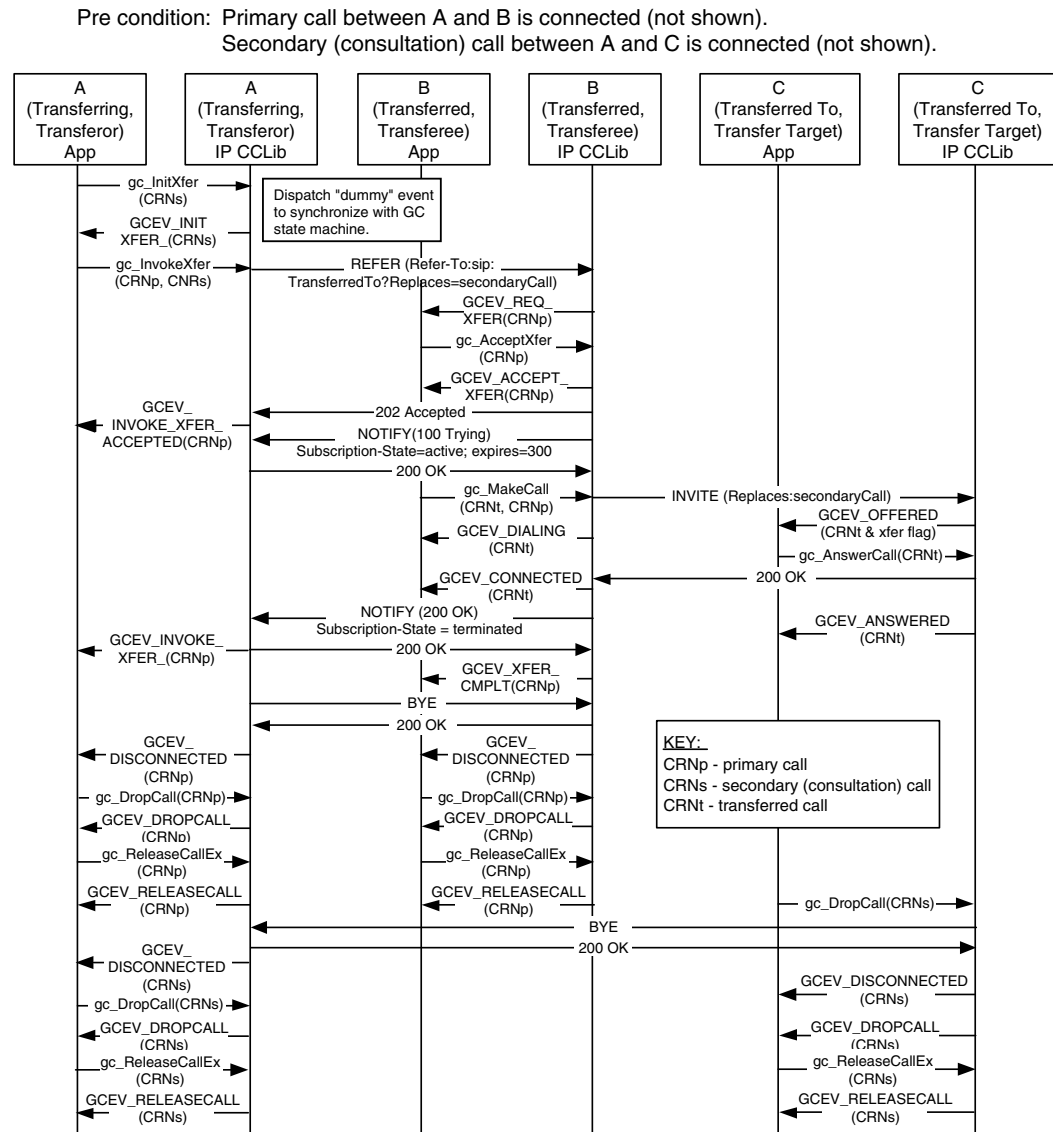 Pre condition: Primary call between A and B is connected (not shown).
Secondary (consultation) call between A and C is connected (not shown).
A
(Transferring,
Transferor)
App
A
(Transferring,
Transferor)
IP CCLib
B
(Transferred,
Transferee)
App
B
(Transferred,
Transferee)
IP CCLib
C
(Transferred To,
Transfer Target)
App
C
(Transferred To,
Transfer Target)
IP CCLib
gc_InitXfer
(CRNs)
Dispatch "dummy" event
to synchronize with GC
state machine.
GCEV_INIT
XFER_(CRNs)
gc_InvokeXfer
(CRNp, CNRs)
REFER (Refer-To:sip:
TransferredTo?Replaces=secondaryCall)
GCEV_REQ_
XFER(CRNp)
gc_AcceptXfer
(CRNp)
GCEV_ACCEPT_
XFER(CRNp)
202 Accepted
GCEV_
INVOKE_XFER_
ACCEPTED(CRNp)
NOTIFY(100 Trying)
Subscription-State=active; expires=300
200 OK
gc_MakeCall
(CRNt, CRNp)
INVITE (Replaces:secondaryCall)
GCEV_OFFERED
(CRNt & xfer flag)
GCEV_DIALING
(CRNt)
gc_AnswerCall(CRNt)
200 OK
GCEV_CONNECTED
(CRNt)
NOTIFY (200 OK)
Subscription-State = terminated
GCEV_ANSWERED
(CRNt)
GCEV_INVOKE_
XFER_(CRNp)
200 OK
GCEV_XFER_
CMPLT(CRNp)
BYE
200 OK
KEY:
CRNp - primary call
CRNs - secondary (consultation) call
CRNt - transferred call
GCEV_
DISCONNECTED
(CRNp)
GCEV_
DISCONNECTED
(CRNp)
gc_DropCall(CRNp)
gc_DropCall(CRNp)
GCEV_DROPCALL
(CRNp)
GCEV_DROPCALL
(CRNp)
gc_ReleaseCallEx
(CRNp)
gc_ReleaseCallEx
(CRNp)
GCEV_RELEASECALL
(CRNp)
GCEV_RELEASECALL
(CRNp)
gc_DropCall(CRNs)
BYE
200 OK
GCEV_
DISCONNECTED
(CRNs)
GCEV_DISCONNECTED
(CRNs)
gc_DropCall(CRNs)
GCEV_DROPCALL
(CRNs)
GCEV_DROPCALL
(CRNs)
gc_ReleaseCallEx
(CRNs)
gc_ReleaseCallEx
(CRNs)
GCEV_RELEASECALL
(CRNs)
GCEV_RELEASECALL
(CRNs)